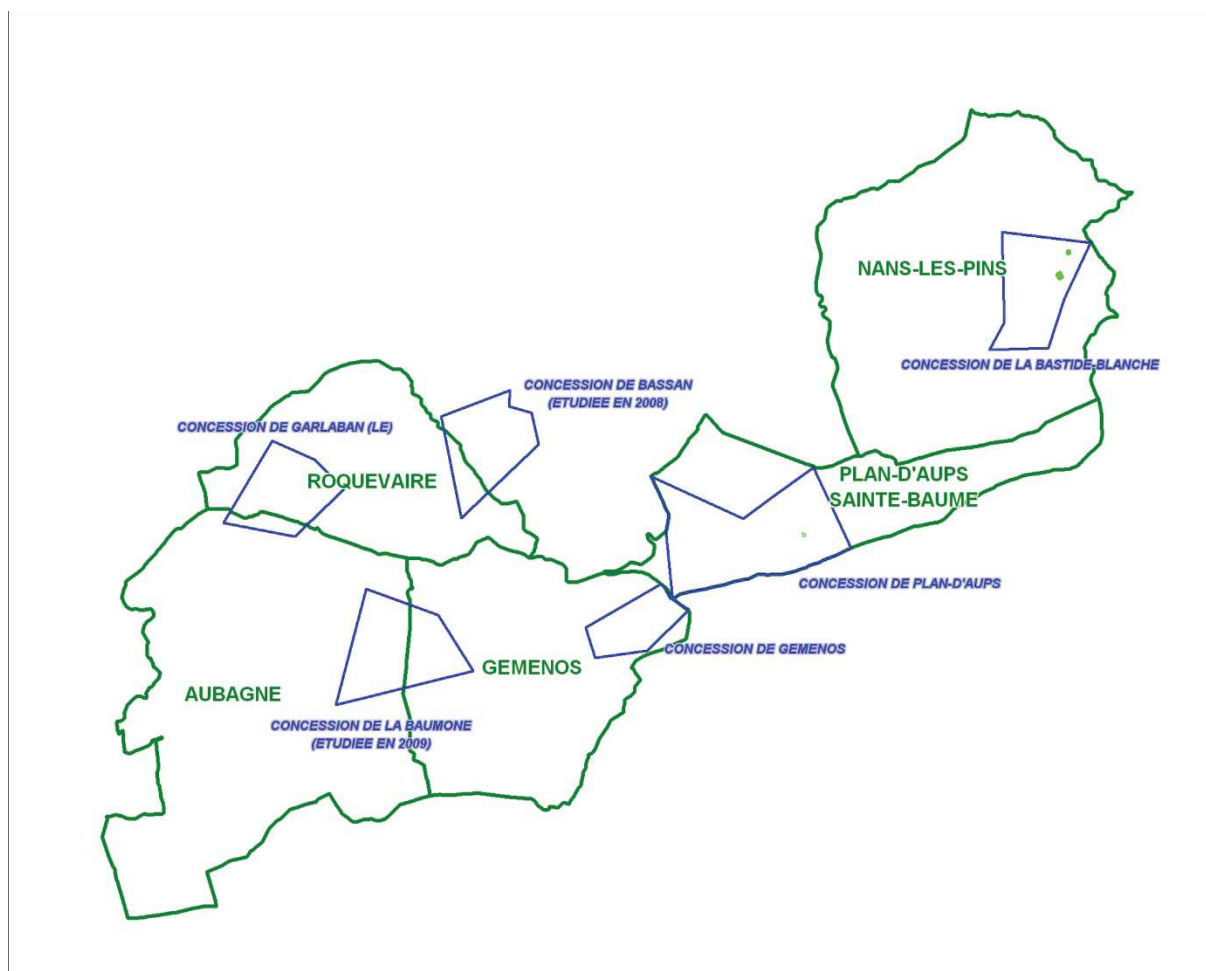 NANS-LES-PINS
CONCESSION DE LA BASTIDE-BLANCHE
CONCESSION DE BASSAN
(ETUDIEE EN 2008)
CONCESSION DE GARLABAN (LE)
ROQUEVAIRE
PLAN-D'AUPS
SAINTE-BAUME
CONCESSION DE PLAN-D'AUPS
CONCESSION DE GEMENOS
GEMENOS
AUBAGNE
CONCESSION DE LA BAUMONE
(ETUDIEE EN 2009)